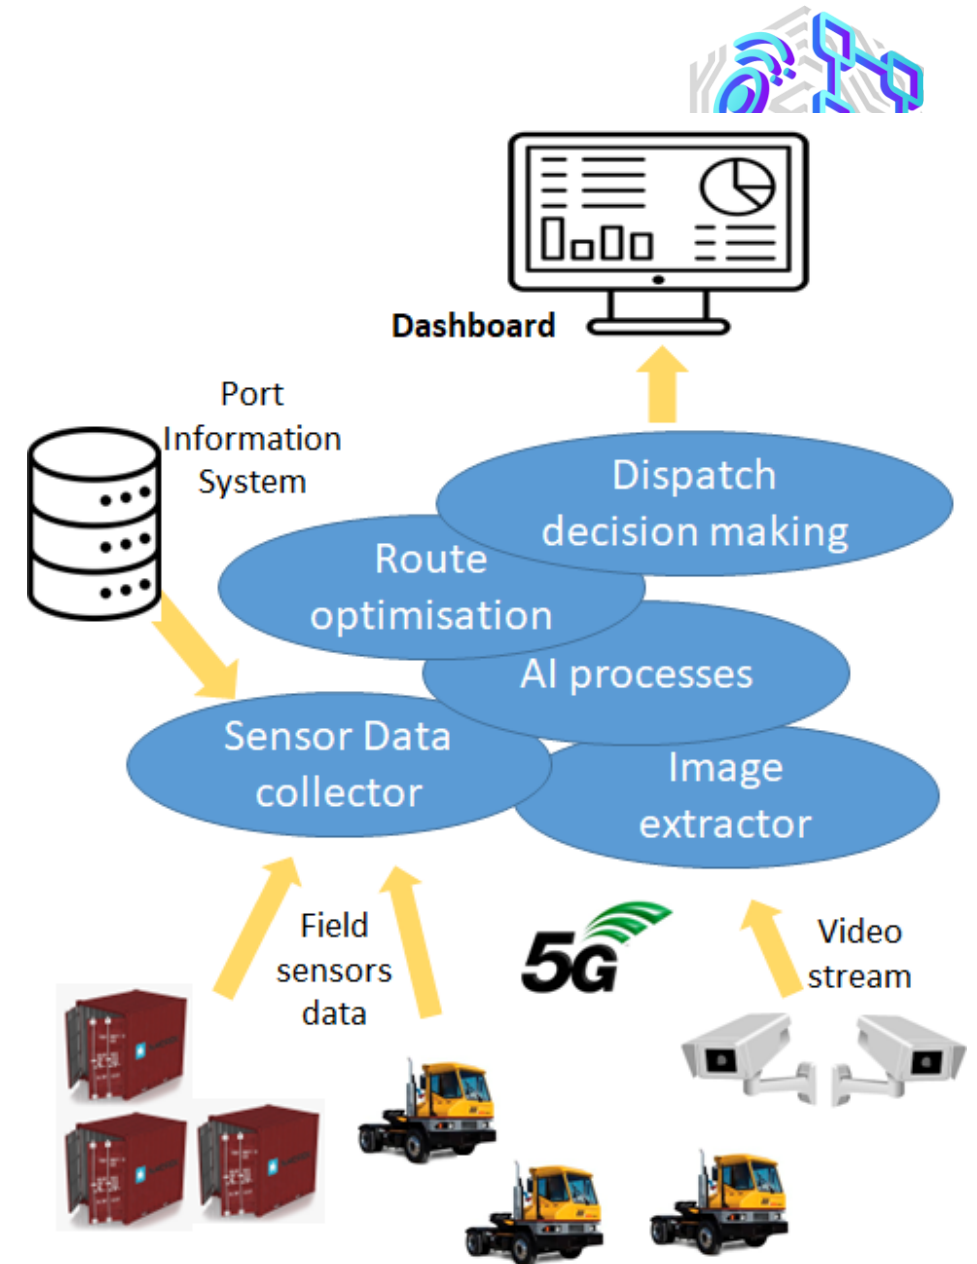 Dashboard
Port
Information
System
Dispatch
decision making
Route
optimisation
AI processes
Sensor Data
collector
Image
extractor
Field
sensors
data
5G
Video
stream